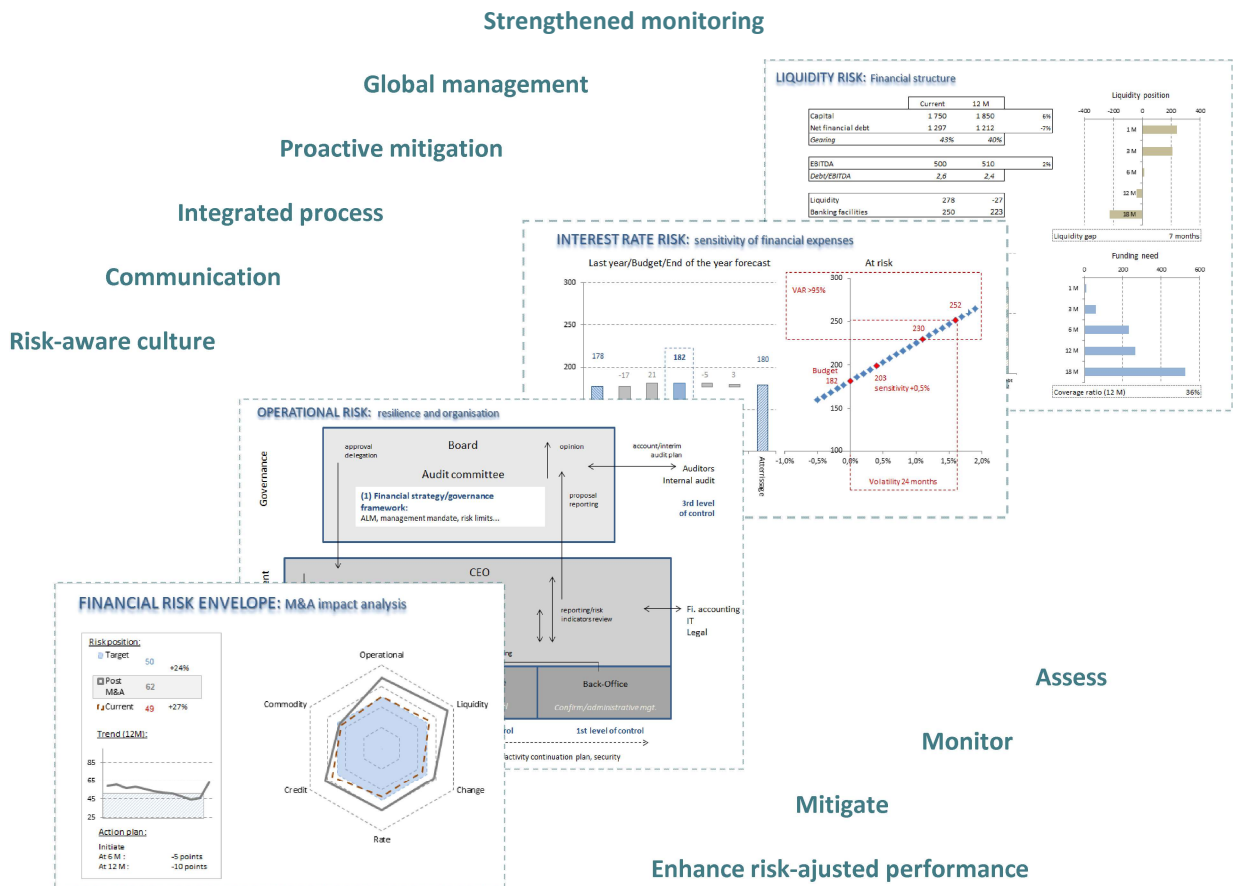 Strengthened monitoring
Global management
Proactive mitigation
Integrated process
Communication
Risk-aware culture
LIQUIDITY RISK: Financial structure
Current 12 M
Capital 1 750 1 850 6%
Net financial debt 1 297 1 212 -7%
Gearing 43% 40%
EBITDA 500 510 2%
Debt/EBITDA 2,6 2,4
Liquidity 278 -27
Banking facilities 250 223
Liquidity position
-400 -200 0 200 400
1 M
3 M
6 M
12 M
18 M
Liquidity gap 7 months
Funding need
0 200 400 600
1 M
3 M
6 M
12 M
18 M
Coverage ratio (12 M) 36%
INTEREST RATE RISK: sensitivity of financial expenses
Last year/Budget/End of the year forecast
300
250
200
178 -17 21 182 -5 3 180
Atterrissage
At risk
300
250
200
150
100
VAR >95%
252
230
Budget
182
203
sensitivity +0,5%
-1,0% -0,5% 0,0% 0,5% 1,0% 1,5% 2,0%
Volatility 24 months
OPERATIONAL RISK: resilience and organisation
Governance
approval
delegation
Board
opinion
account/interim
audit plan
Audit committee
Auditors
Internal audit
(1) Financial strategy/governance
framework:
ALM, management mandate, risk limits...
proposal
reporting
3rd level
of control
CEO
reporting/risk
indicators review
Fi. accounting
IT
Legal
Back-Office
Confirm/administrative mgt.
1st level of control
/activity continuation plan, security
FINANCIAL RISK ENVELOPE: M&A impact analysis
Risk position:
Target 50 +24%
Post
M&A 62
Current 49 +27%
Trend (12M):
85
65
45
25
Action plan:
Initiate
At 6 M : -5 points
At 12 M : -10 points
Operational
Liquidity
Change
Rate
Credit
Commodity
Assess
Monitor
Mitigate
Enhance risk-ajusted performance